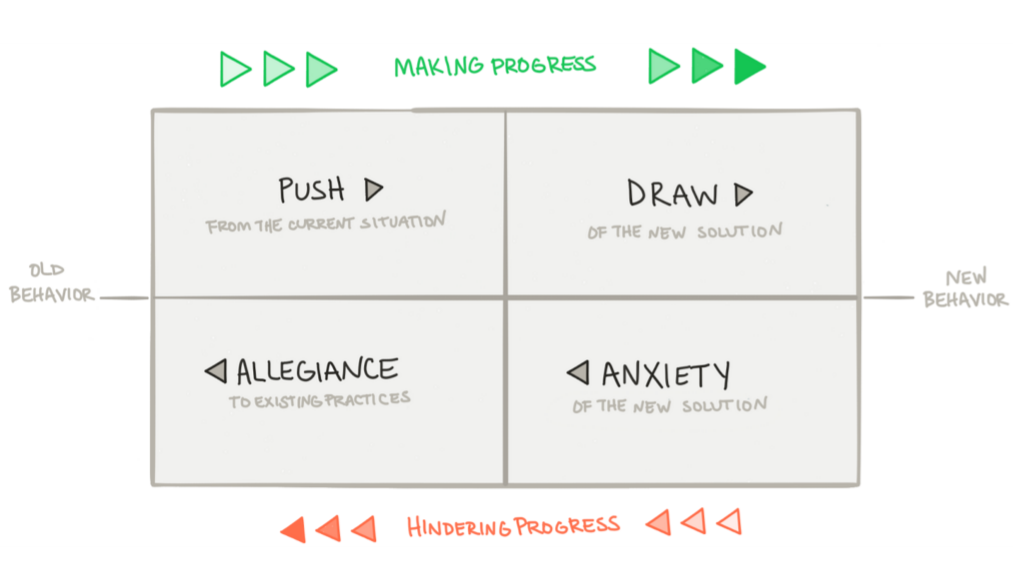 MAKING PROGRESS
PUSH
FROM THE CURRENT SITUATION
DRAW
OF THE NEW SOLUTION
OLD
BEHAVIOR
NEW
BEHAVIOR
ALLEGIANCE
TO EXISTING PRACTICES
ANXIETY
OF THE NEW SOLUTION
HINDERING PROGRESS